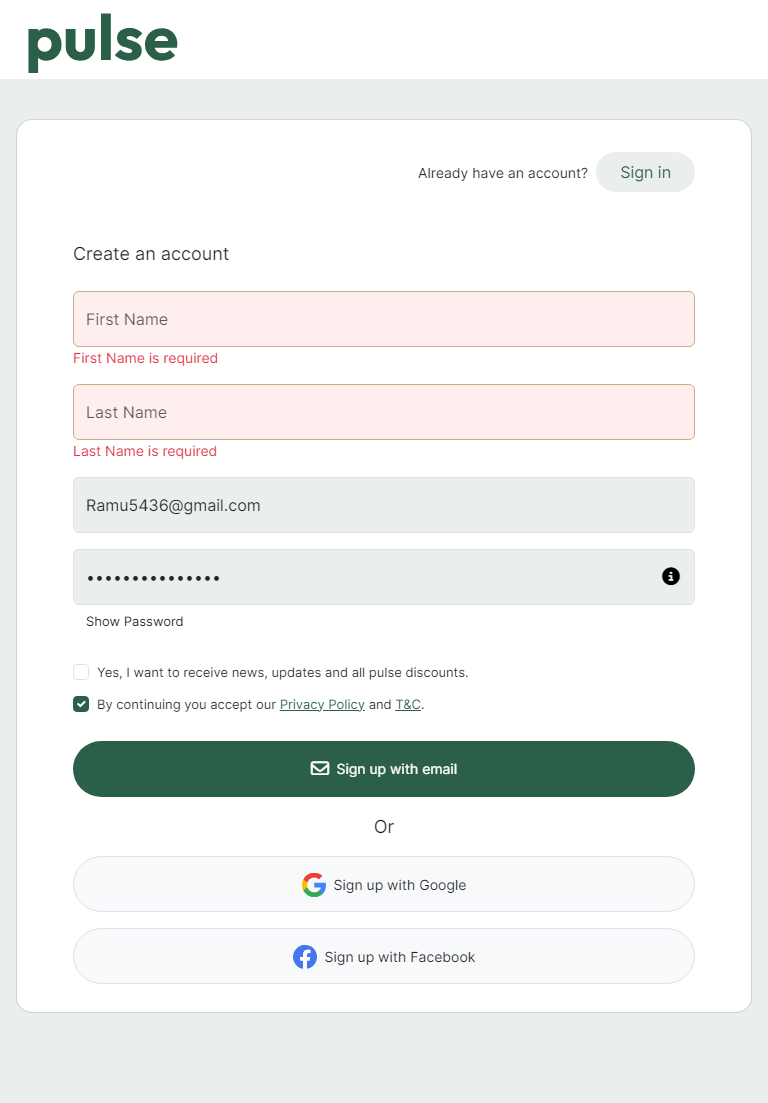 pulse
Already have an account? Sign in
Create an account
First Name
First Name is required
Last Name
Last Name is required
Ramu5436@gmail.com
•••••••••••••••
Show Password
Yes, I want to receive news, updates and all pulse discounts.
By continuing you accept our Privacy Policy and T&C.
Sign up with email
Or
Sign up with Google
Sign up with Facebook